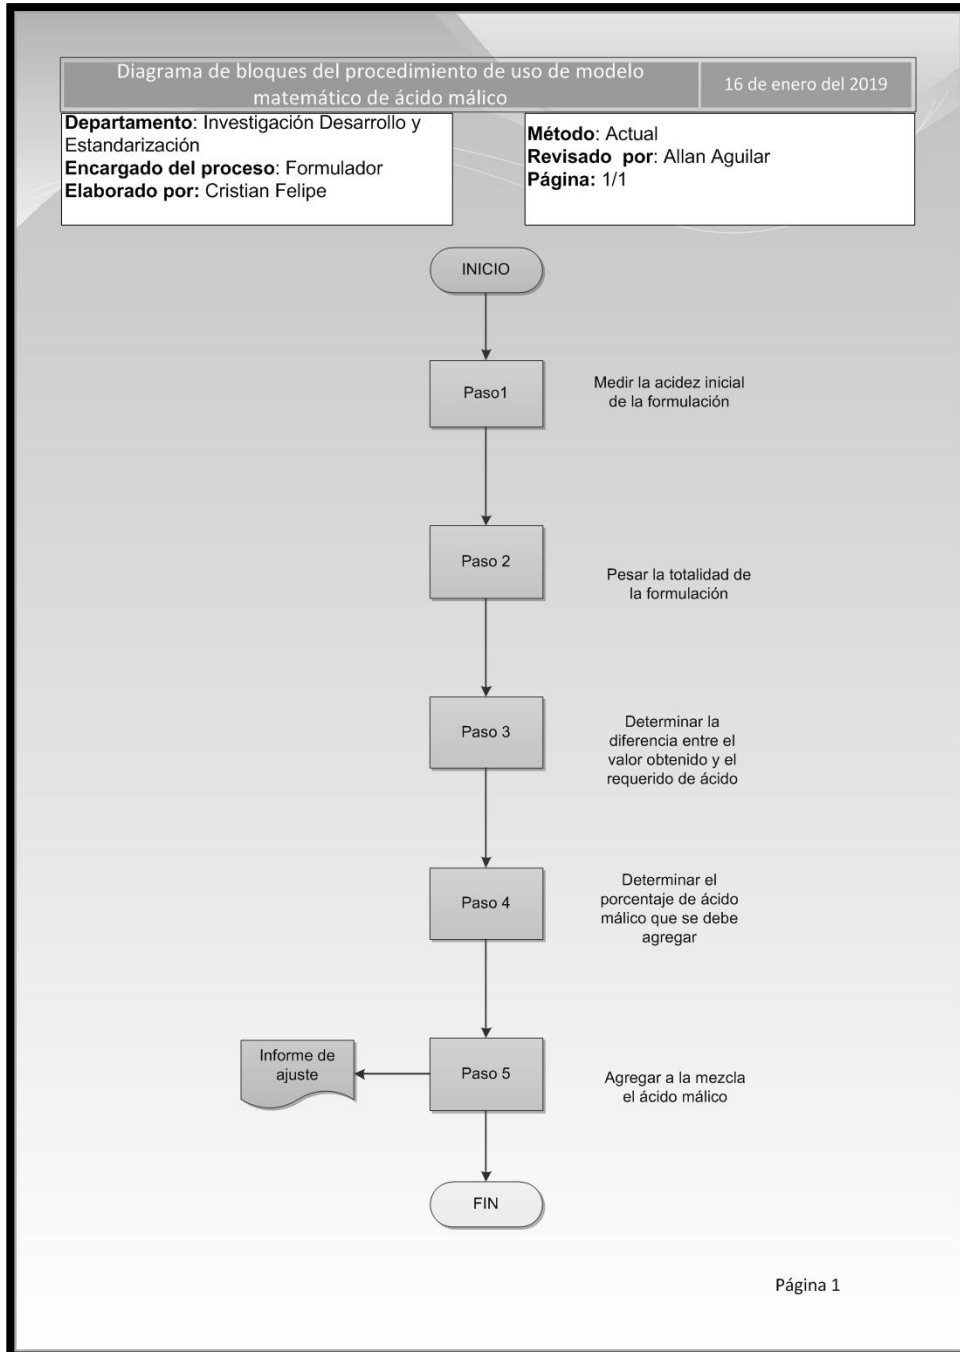 Diagrama de bloques del procedimiento de uso de modelo
matemático de ácido málico
16 de enero del 2019
Departamento: Investigación Desarrollo y
Estandarización
Encargado del proceso: Formulador
Elaborado por: Cristian Felipe
Método: Actual
Revisado por: Allan Aguilar
Página: 1/1
INICIO
Paso1
Medir la acidez inicial
de la formulación
Paso 2
Pesar la totalidad de
la formulación
Paso 3
Determinar la
diferencia entre el
valor obtenido y el
requerido de ácido
Paso 4
Determinar el
porcentaje de ácido
málico que se debe
agregar
Informe de
ajuste
Paso 5
Agregar a la mezcla
el ácido málico
FIN
Página 1